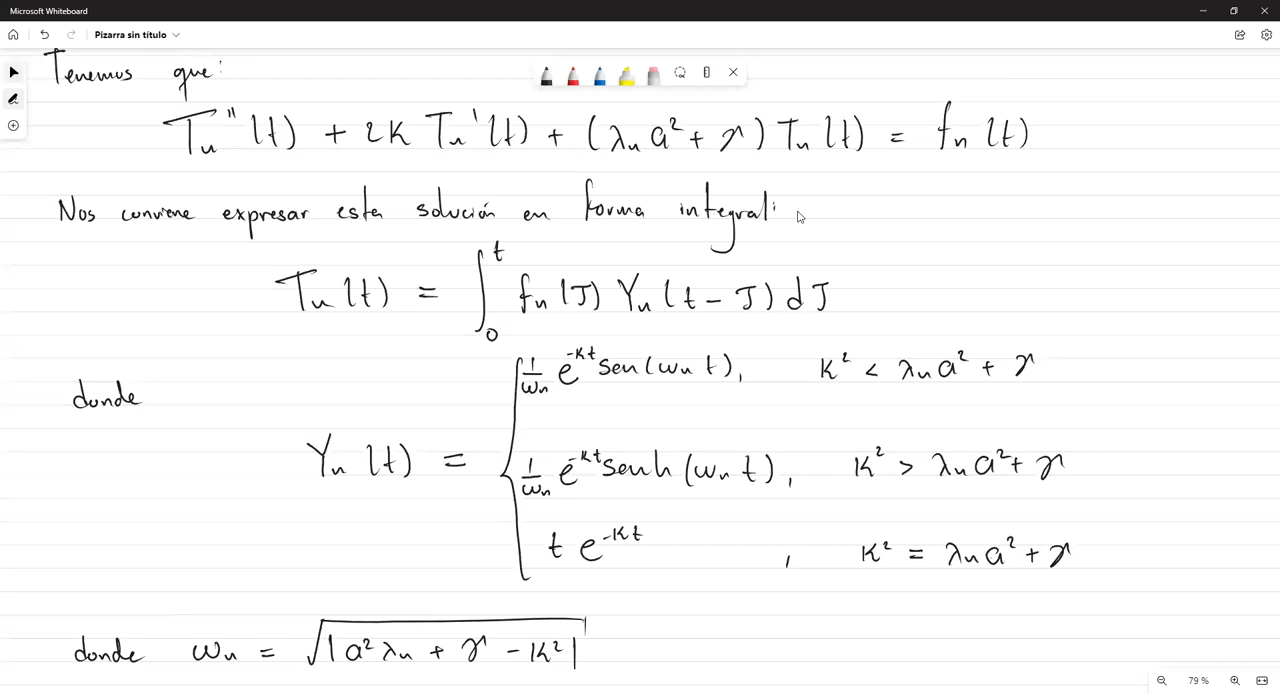 Microsoft Whiteboard
Pizarra sin título
Tenemos que:
Tn''(t) + 2K Tn'(t) + (λn a² + γ) Tn(t) = fn(t)
Nos conviene expresar esta solución en forma integral:
Tn(t) = ∫₀ᵗ fn(J) Yn(t - J) dJ
donde
1/ωn e^-Kt sen(ωn t), K² < λn a² + γ
Yn(t) = {
1/ωn e^-Kt senh(ωn t), K² > λn a² + γ
t e^-Kt , K² = λn a² + γ
donde ωn = √|a² λn + γ - K²|
79 %